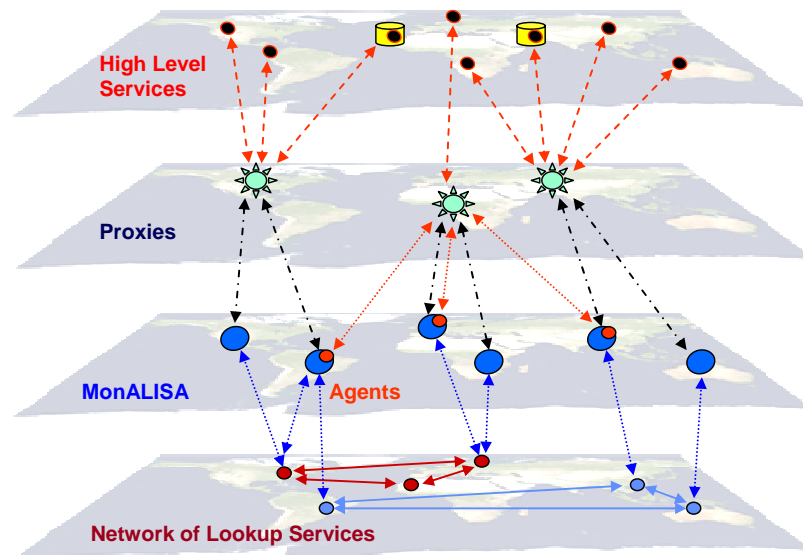 High Level
Services
Proxies
MonALISA
Agents
Network of Lookup Services